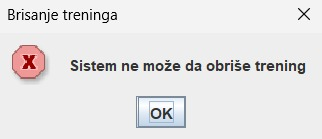 Brisanje treninga
Sistem ne može da obriše trening
OK